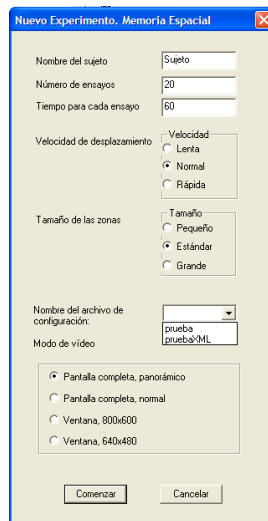 Nuevo Experimento. Memoria Espacial
Nombre del sujeto Sujeto
Número de ensayos 20
Tiempo para cada ensayo 60
Velocidad de desplazamiento Velocidad
Lenta
Normal
Rápida
Tamaño de las zonas Tamaño
Pequeño
Estándar
Grande
Nombre del archivo de
configuración:
prueba
pruebaXML
Modo de vídeo
Pantalla completa, panorámico
Pantalla completa, normal
Ventana, 800x600
Ventana, 640x480
Comenzar Cancelar